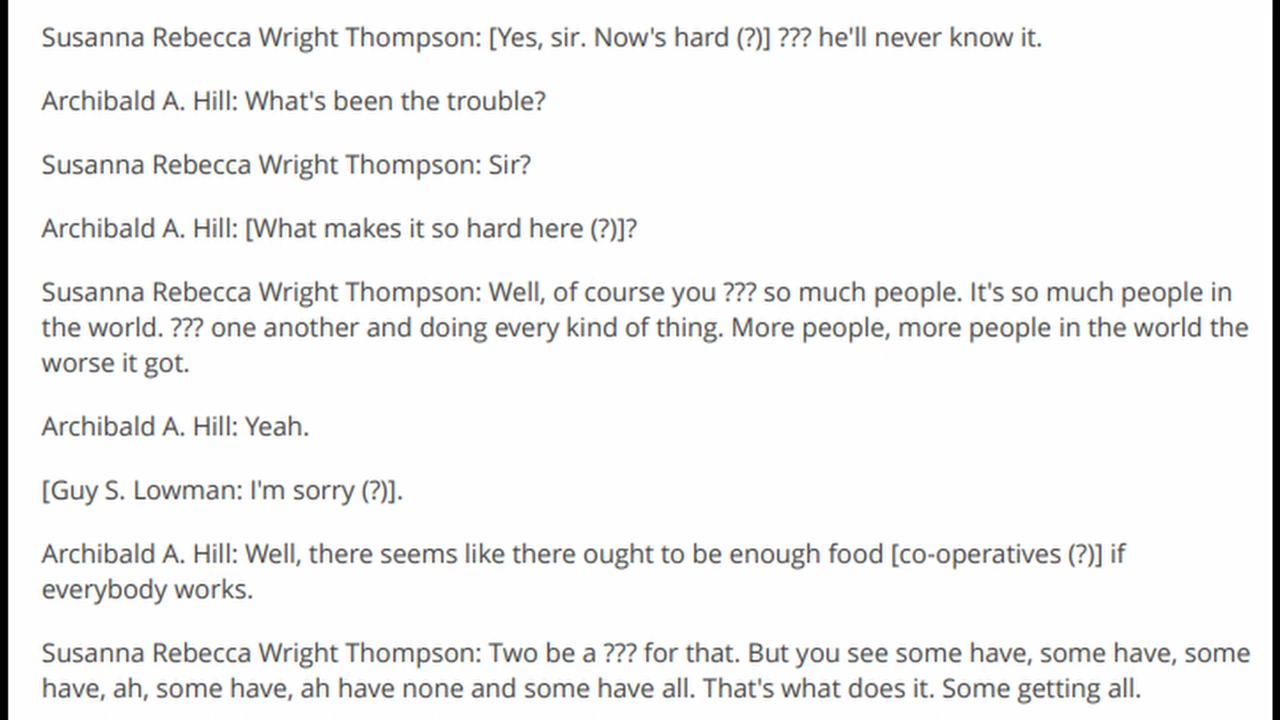 Susanna Rebecca Wright Thompson: [Yes, sir. Now's hard (?)] ??? he'll never know it.
Archibald A. Hill: What's been the trouble?
Susanna Rebecca Wright Thompson: Sir?
Archibald A. Hill: [What makes it so hard here (?)]?
Susanna Rebecca Wright Thompson: Well, of course you ??? so much people. It's so much people in
the world. ??? one another and doing every kind of thing. More people, more people in the world the
worse it got.
Archibald A. Hill: Yeah.
[Guy S. Lowman: I'm sorry (?)].
Archibald A. Hill: Well, there seems like there ought to be enough food [co-operatives (?)] if
everybody works.
Susanna Rebecca Wright Thompson: Two be a ??? for that. But you see some have, some have, some
have, ah, some have, ah have none and some have all. That's what does it. Some getting all.